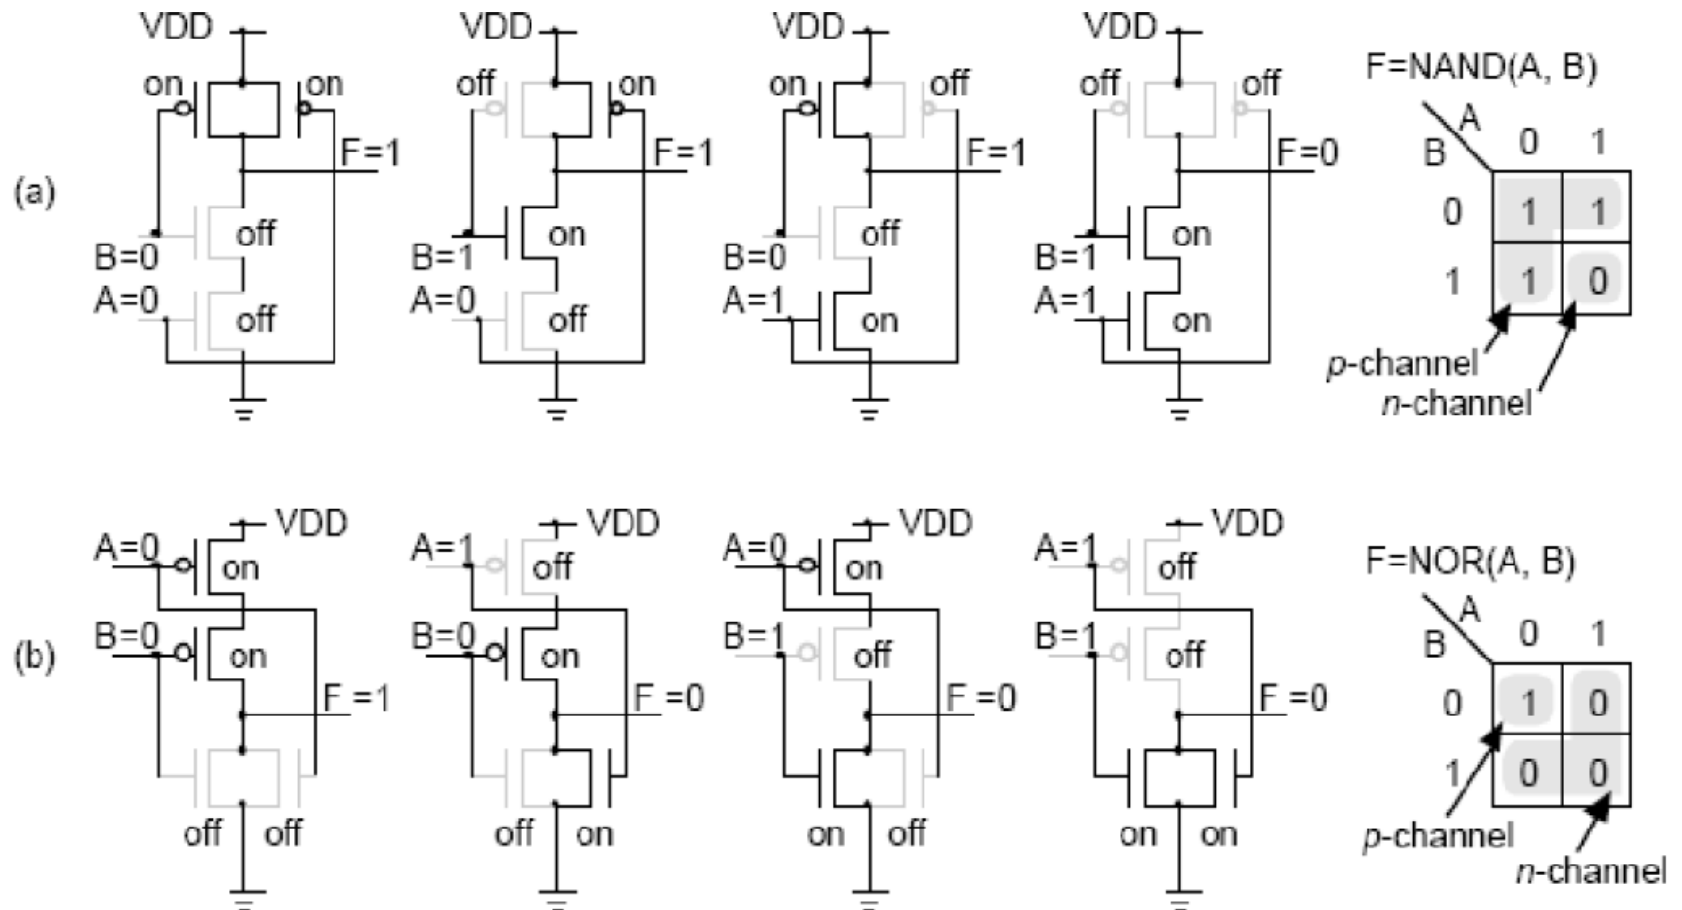 VDD VDD VDD VDD
F=NAND(A, B)
on on off on on off off off
A
0 1
B
F=1 F=1 F=1 F=0
(a)
0 1 1
off on off on
B=0 B=1 B=0 B=1
1 1 0
A=0 A=0 A=1 A=1
off off on on
p-channel
n-channel
VDD VDD VDD VDD
A=0 A=1 A=0 A=1
on off on off
F=NOR(A, B)
A
0 1
B
B=0 B=0 B=1 B=1
(b)
on on off off
F =1 F =0 F =0 F =0
0 1 0
1 0 0
off off off on on off on on
p-channel
n-channel